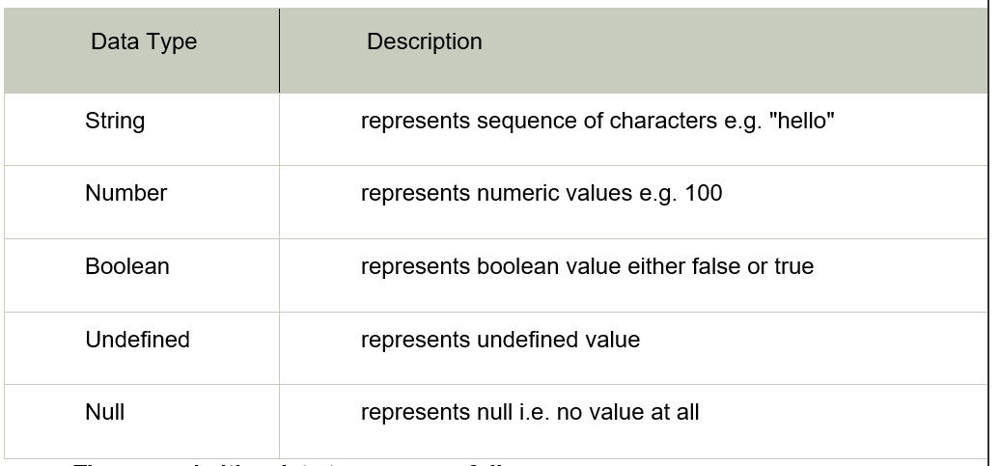 Data Type Description
String represents sequence of characters e.g. "hello"
Number represents numeric values e.g. 100
Boolean represents boolean value either false or true
Undefined represents undefined value
Null represents null i.e. no value at all